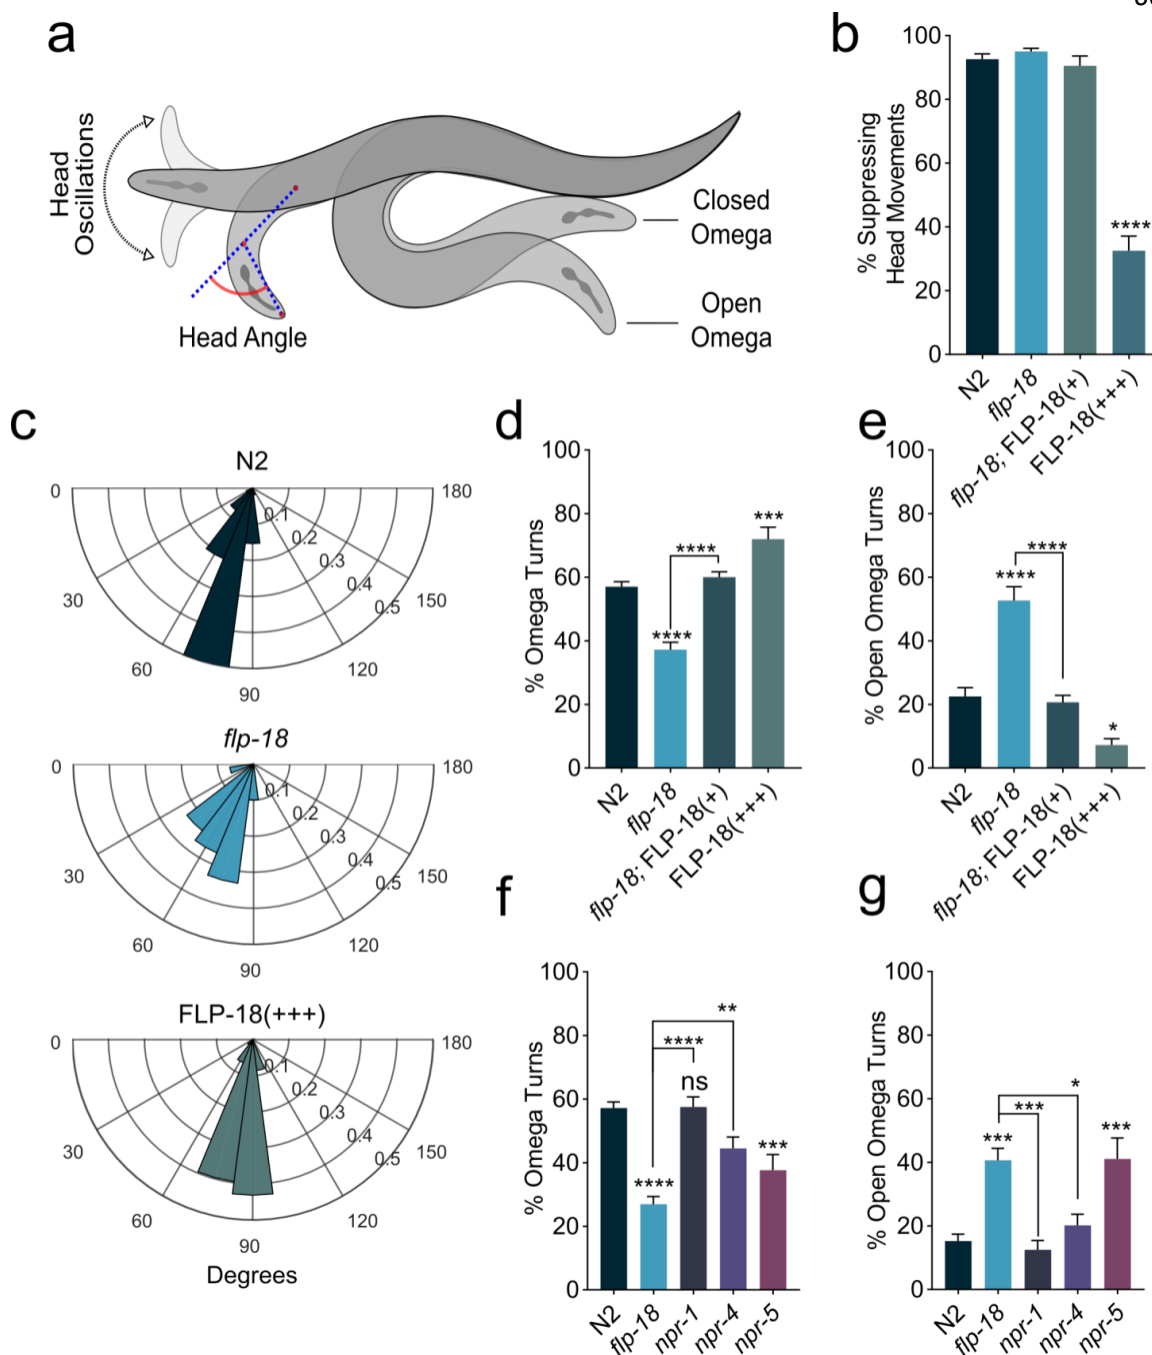 a
Head
Oscillations
Head Angle
Closed
Omega
Open
Omega
b
% Suppressing
Head Movements
100
80
60
40
20
0
****
N2
flp-18
flp-18; FLP-18(+)
FLP-18(+++)
c
N2
0
30
60
90
120
150
180
0.1
0.2
0.3
0.4
0.5
flp-18
0
30
60
90
120
150
180
0.1
0.2
0.3
0.4
0.5
FLP-18(+++)
0
30
60
90
120
150
180
0.1
0.2
0.3
0.4
0.5
Degrees
d
% Omega Turns
100
80
60
40
20
0
****
****
***
N2
flp-18
flp-18; FLP-18(+)
FLP-18(+++)
e
% Open Omega Turns
100
80
60
40
20
0
****
****
*
N2
flp-18
flp-18; FLP-18(+)
FLP-18(+++)
f
% Omega Turns
100
80
60
40
20
0
**
****
ns
****
***
N2
flp-18
npr-1
npr-4
npr-5
g
% Open Omega Turns
100
80
60
40
20
0
*
***
***
***
N2
flp-18
npr-1
npr-4
npr-5